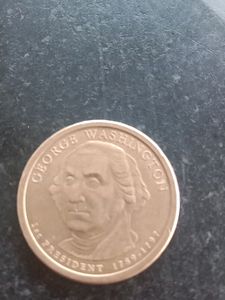 GEORGE WASHINGTON
1ST PRESIDENT 1789-1797